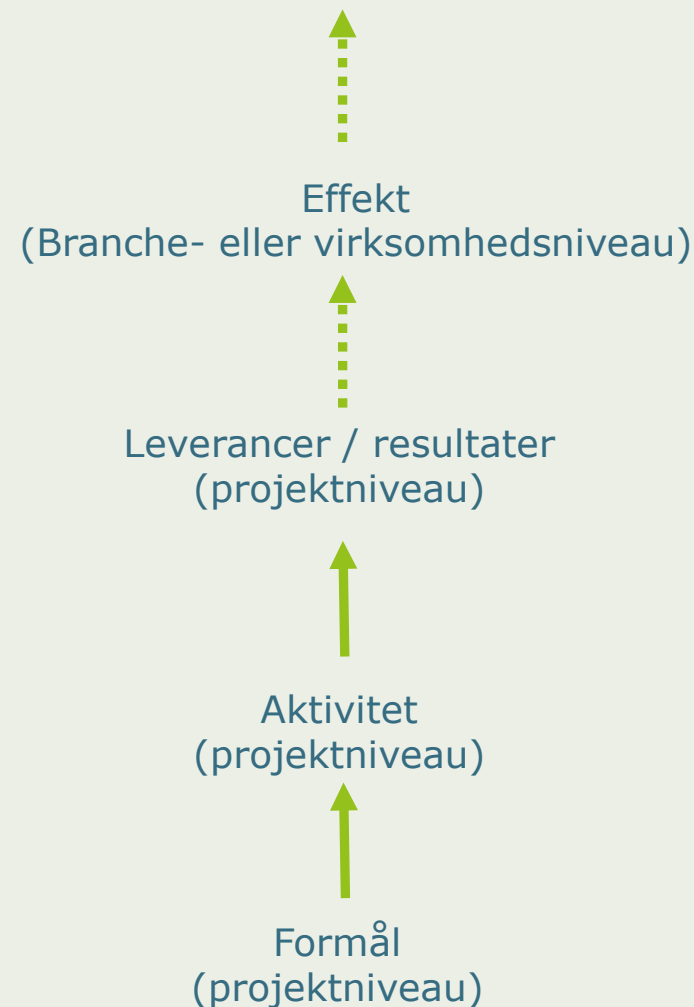 Effekt
(Branche- eller virksomhedsniveau)
Leverancer / resultater
(projektniveau)
Aktivitet
(projektniveau)
Formål
(projektniveau)